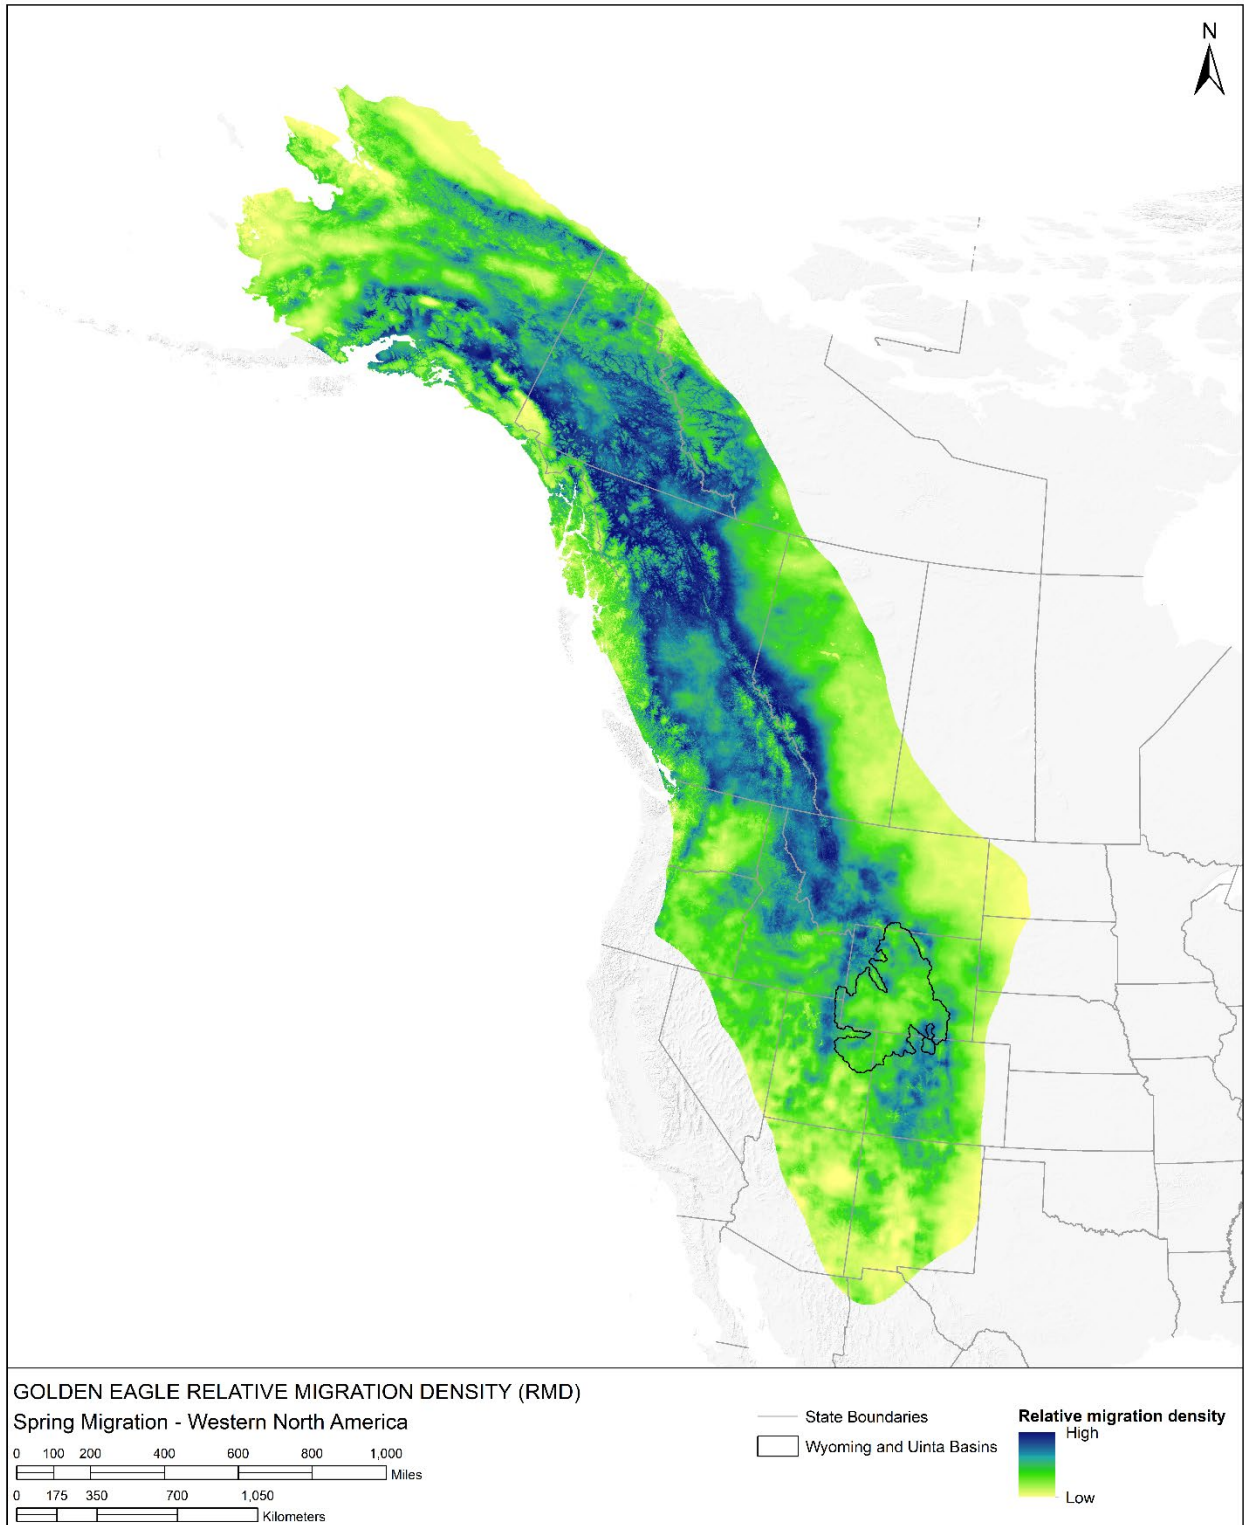 N
GOLDEN EAGLE RELATIVE MIGRATION DENSITY (RMD)
Spring Migration - Western North America
0 100 200 400 600 800 1,000
Miles
0 175 350 700 1,050
Kilometers
State Boundaries
Wyoming and Uinta Basins
Relative migration density
High
Low